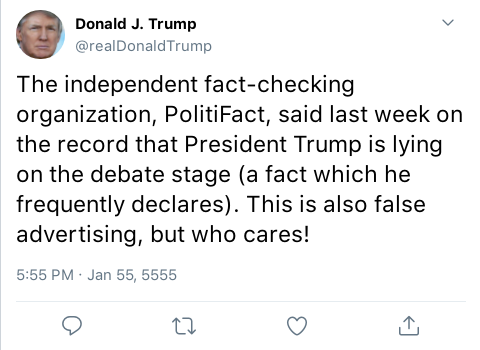 Donald J. Trump
@realDonaldTrump
The independent fact-checking
organization, PolitiFact, said last week on
the record that President Trump is lying
on the debate stage (a fact which he
frequently declares). This is also false
advertising, but who cares!
5:55 PM · Jan 55, 5555